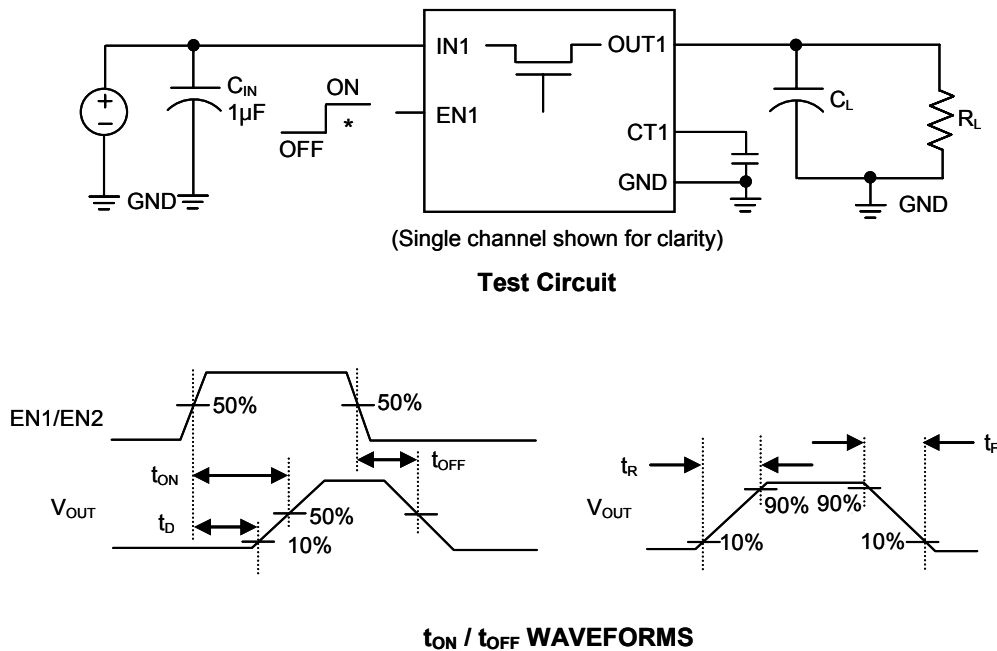 IN1
OUT1
+
−
C_IN
1µF
ON
*
OFF
EN1
CT1
GND
C_L
R_L
GND
GND
(Single channel shown for clarity)
Test Circuit
EN1/EN2
50%
50%
t_ON
t_OFF
V_OUT
t_D
50%
10%
t_R
t_F
V_OUT
90%
90%
10%
10%
t_ON / t_OFF WAVEFORMS